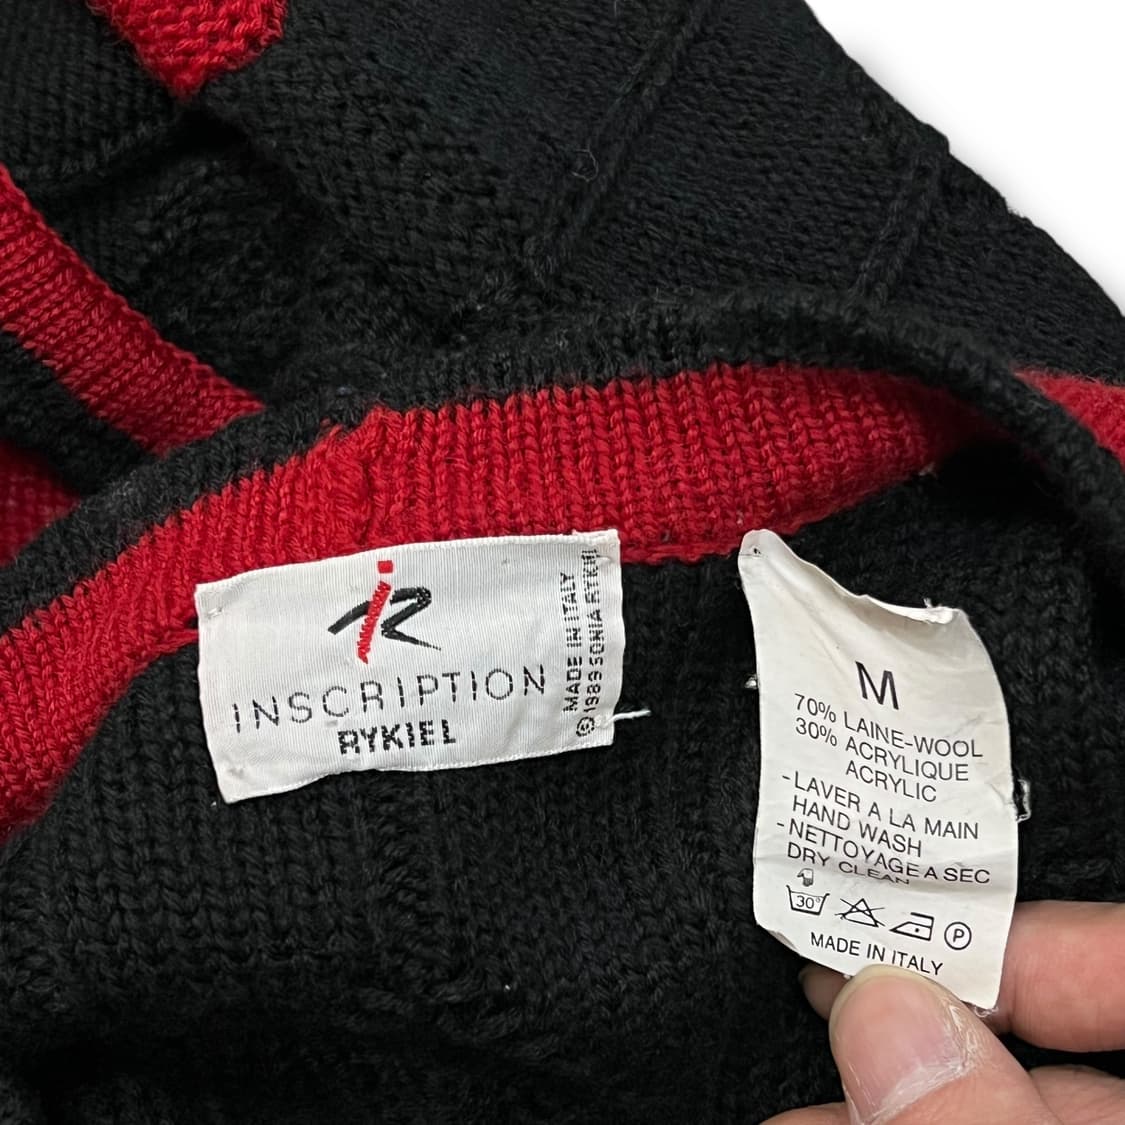 iR
INSCRIPTION
RYKIEL
MADE IN ITALY
© 1989 SONIA RYKIEL
M
70% LAINE-WOOL
30% ACRYLIQUE
ACRYLIC
-LAVER A LA MAIN
HAND WASH
-NETTOYAGE A SEC
DRY CLEAN
30°
P
MADE IN ITALY